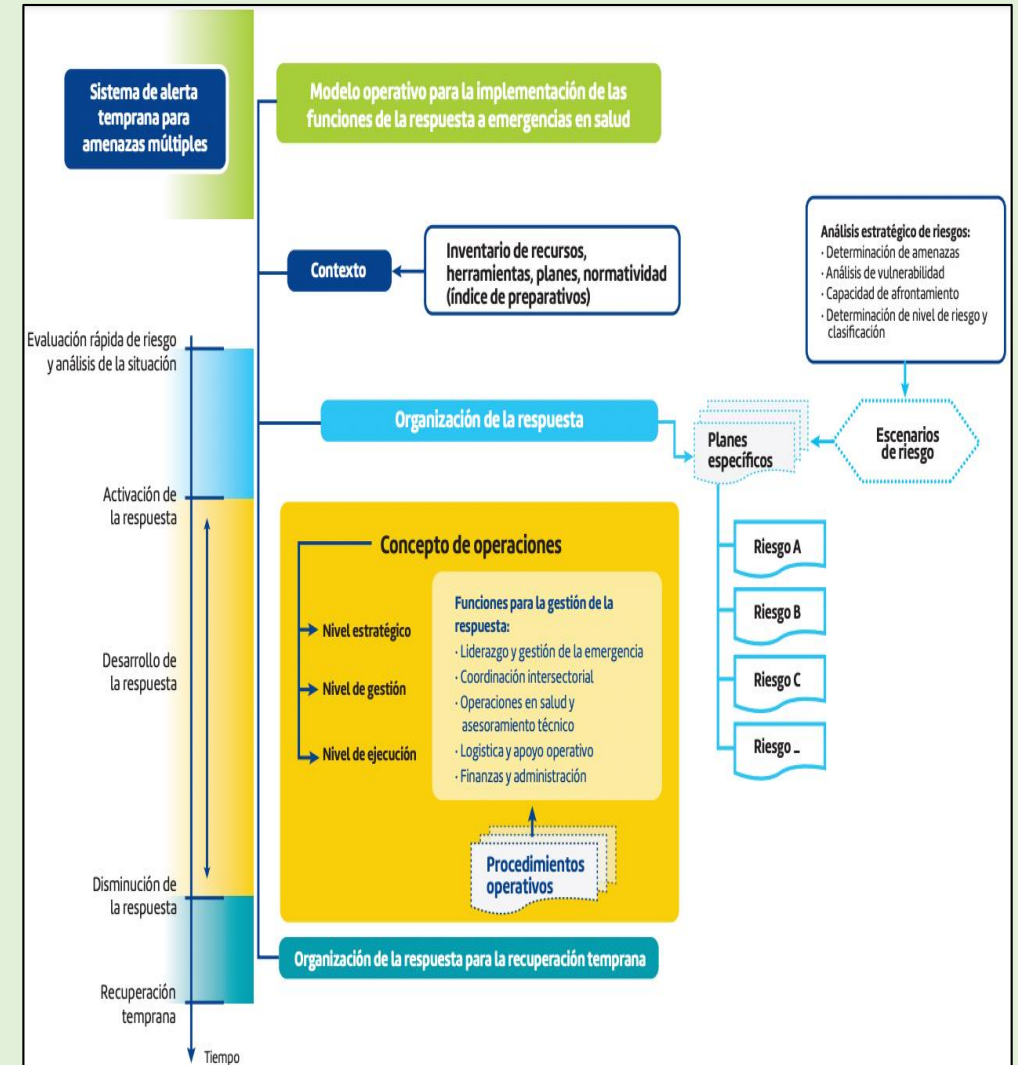 Sistema de alerta
temprana para
amenazas múltiples
Modelo operativo para la implementación de las
funciones de la respuesta a emergencias en salud
Contexto
Inventario de recursos,
herramientas, planes, normatividad
(índice de preparativos)
Análisis estratégico de riesgos:
· Determinación de amenazas
· Análisis de vulnerabilidad
· Capacidad de afrontamiento
· Determinación de nivel de riesgo y
clasificación
Evaluación rápida de riesgo
y análisis de la situación
Organización de la respuesta
Planes
específicos
Escenarios
de riesgo
Activación de
la respuesta
Riesgo A
Riesgo B
Riesgo C
Riesgo _
Concepto de operaciones
Nivel estratégico
Nivel de gestión
Nivel de ejecución
Funciones para la gestión de la
respuesta:
· Liderazgo y gestión de la emergencia
· Coordinación intersectorial
· Operaciones en salud y
asesoramiento técnico
· Logistica y apoyo operativo
· Finanzas y administración
Procedimientos
operativos
Desarrollo de
la respuesta
Disminución de
la respuesta
Organización de la respuesta para la recuperación temprana
Recuperación
temprana
Tiempo